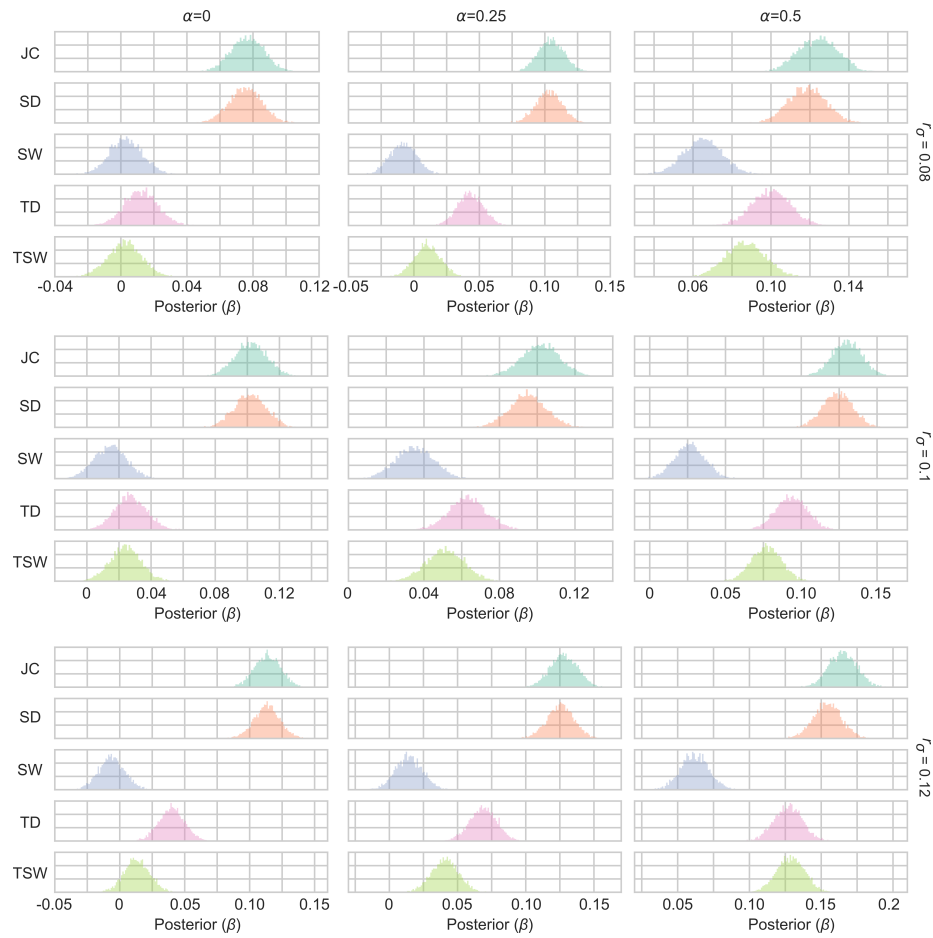 α=0 α=0.25 α=0.5
JC
SD
SW
TD
TSW
r_σ = 0.08
-0.04 0 0.04 0.08 0.12 -0.05 0 0.05 0.10 0.15 0.06 0.10 0.14
Posterior (β) Posterior (β) Posterior (β)
JC
SD
SW
TD
TSW
r_σ = 0.1
0 0.04 0.08 0.12 0 0.04 0.08 0.12 0 0.05 0.10 0.15
Posterior (β) Posterior (β) Posterior (β)
JC
SD
SW
TD
TSW
r_σ = 0.12
-0.05 0 0.05 0.10 0.15 0 0.05 0.10 0.15 0.05 0.10 0.15 0.2
Posterior (β) Posterior (β) Posterior (β)